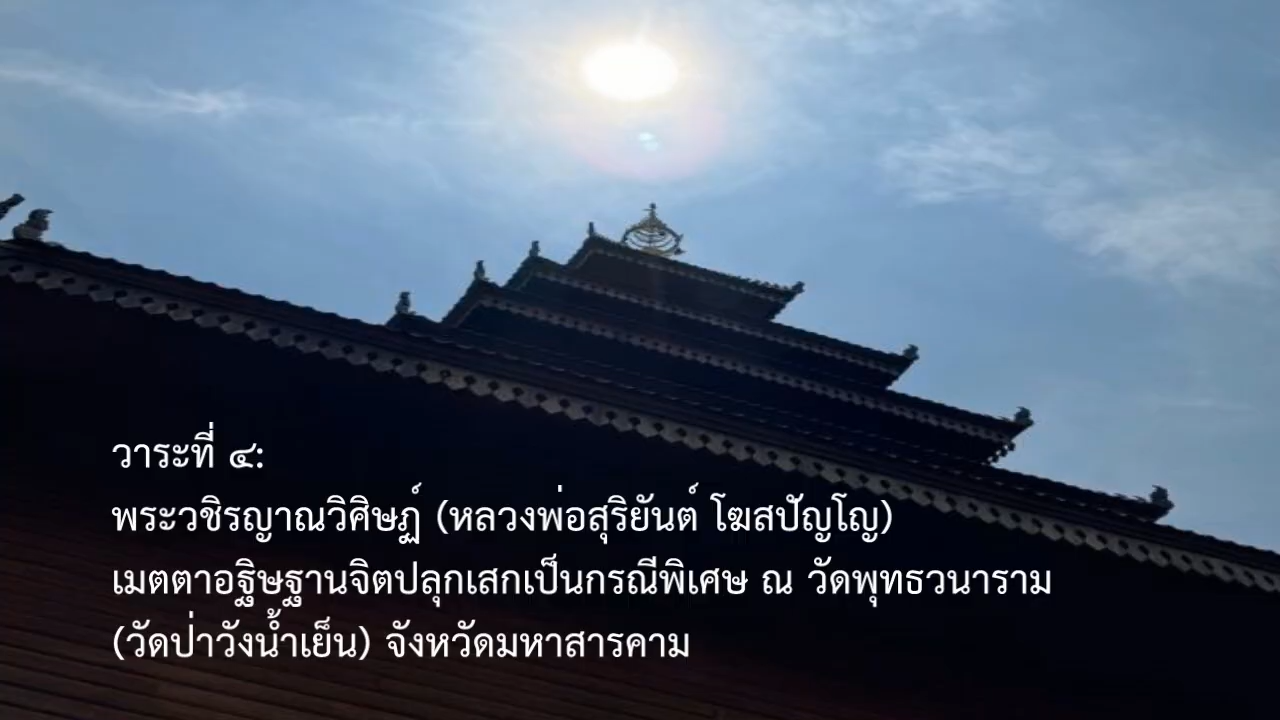 วาระที่ ๔:
พระวชิรญาณวิศิษฏ์ (หลวงพ่อสุริยันต์ โฆสปัญโญ)
เมตตาอฐิษฐานจิตปลุกเสกเป็นกรณีพิเศษ ณ วัดพุทธวนาราม
(วัดป่าวังน้ำเย็น) จังหวัดมหาสารคาม